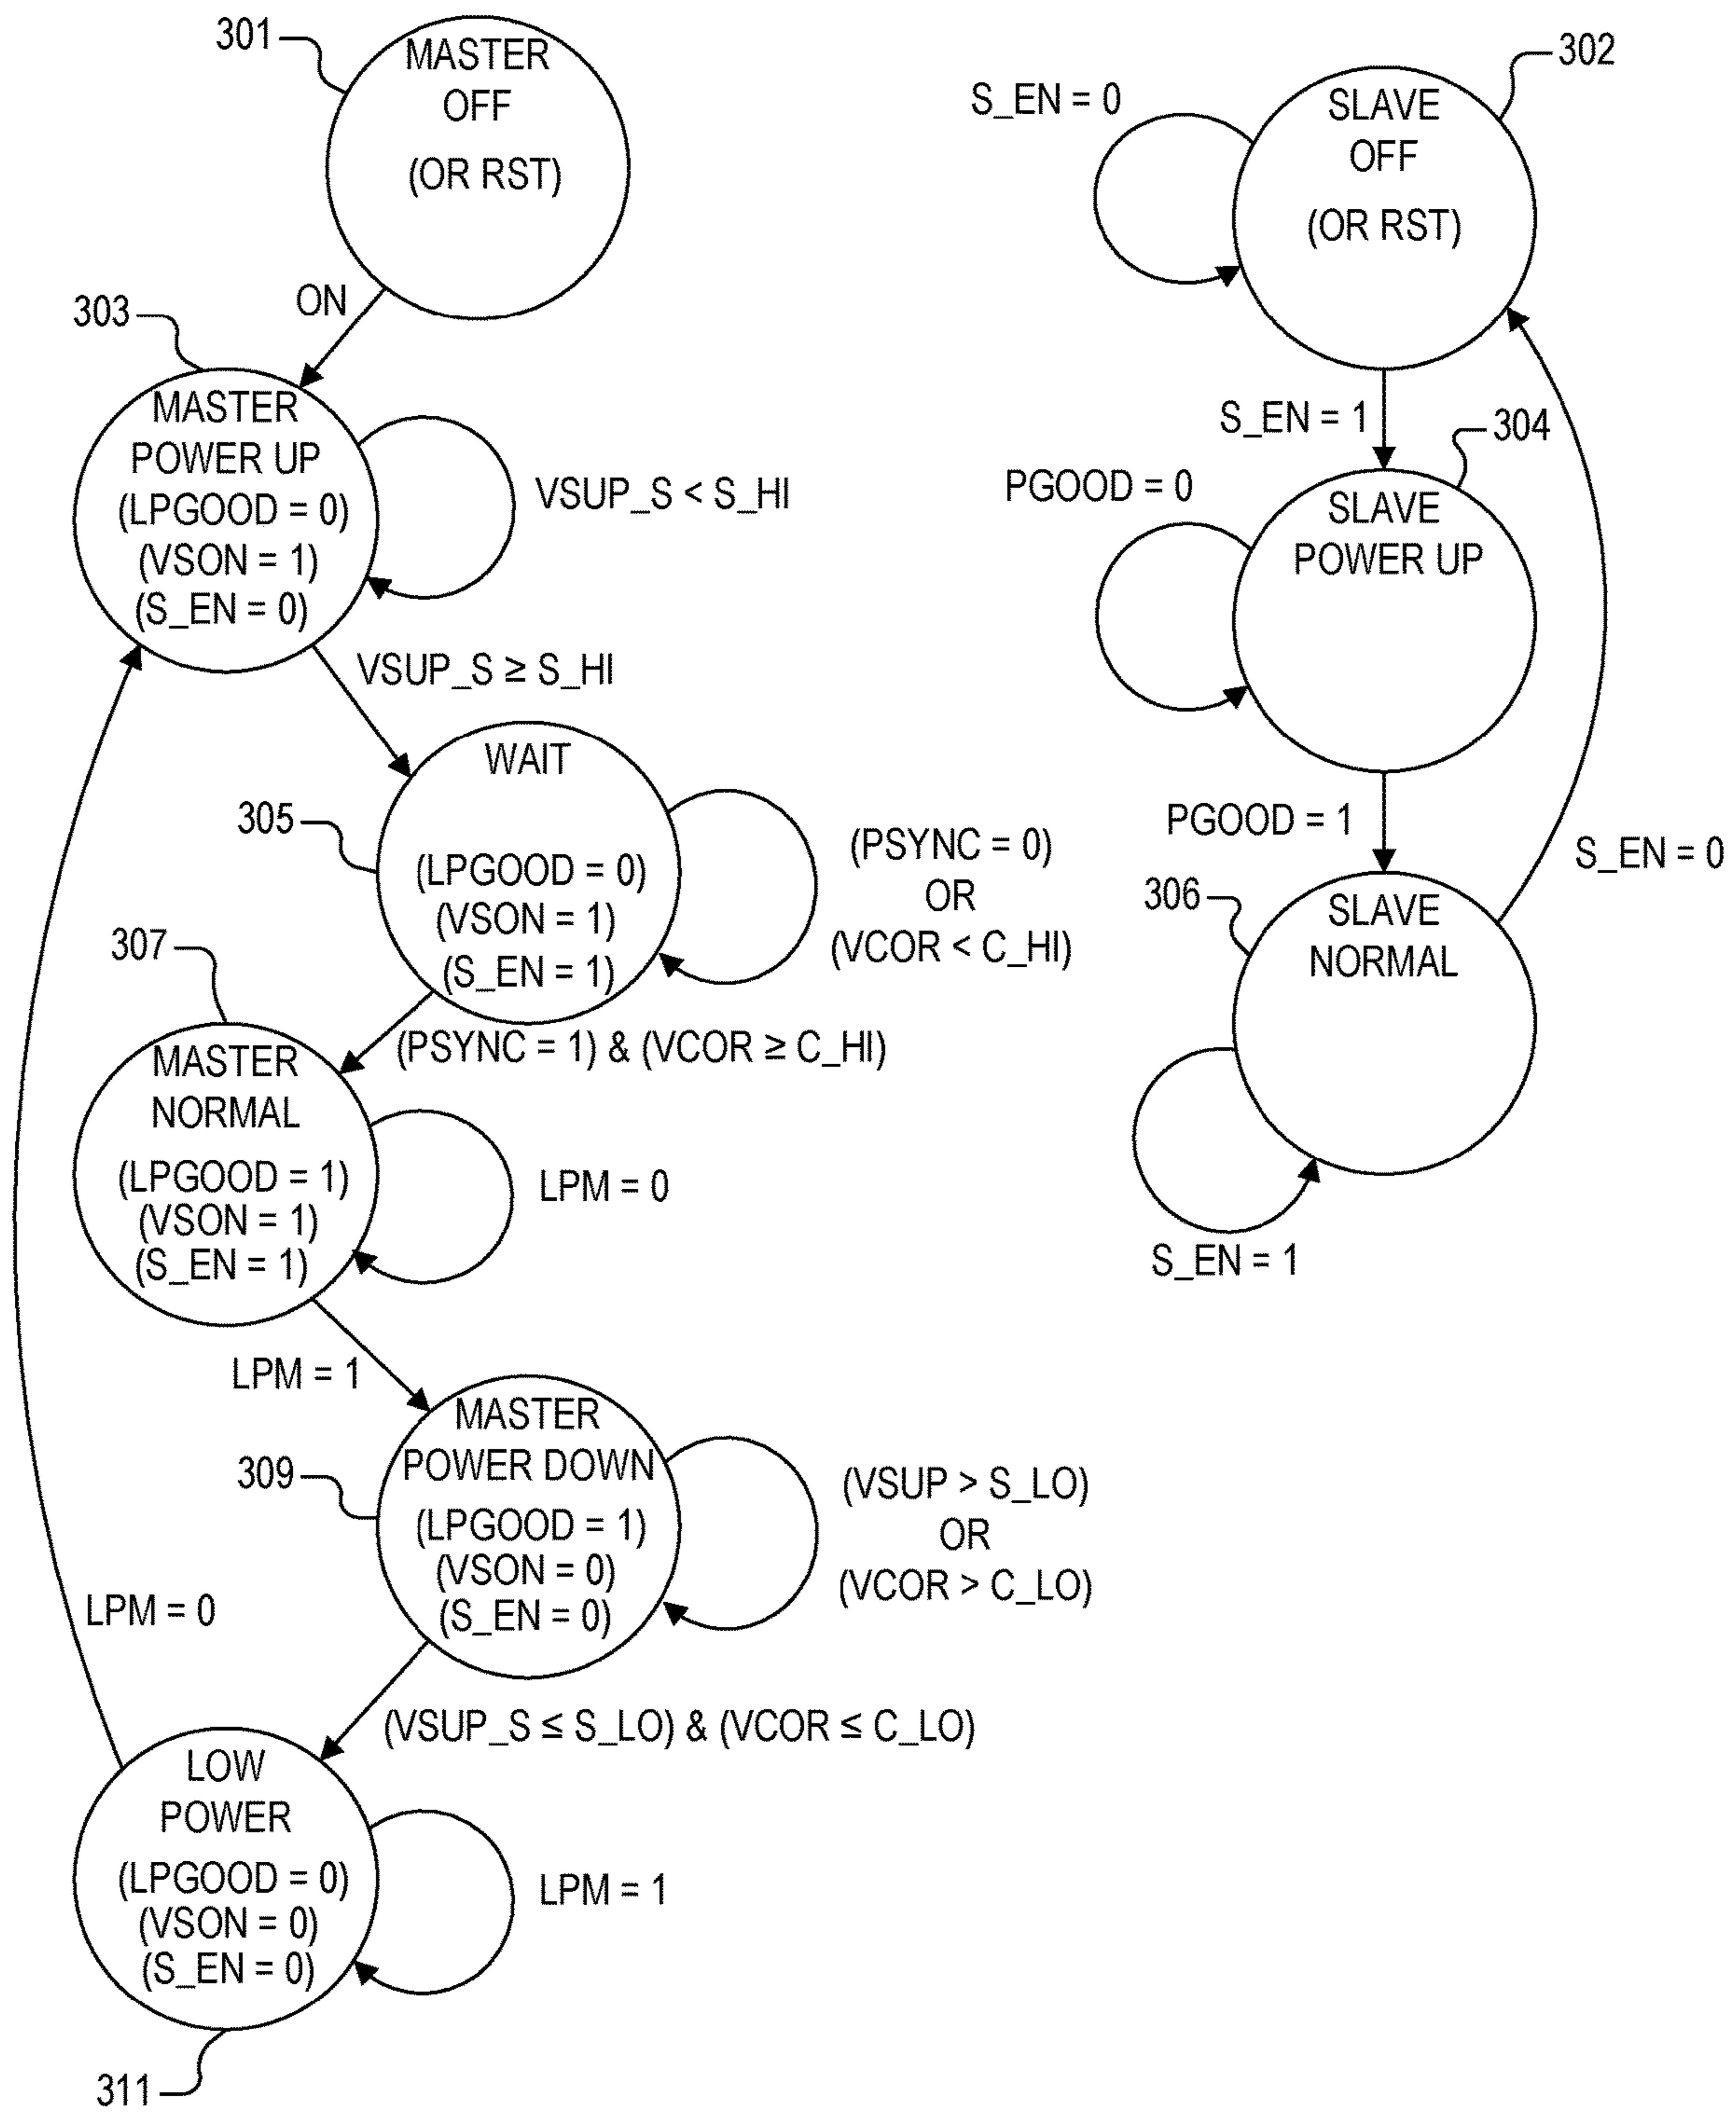 301
MASTER
OFF
(OR RST)
ON
303
MASTER
POWER UP
(LPGOOD = 0)
(VSON = 1)
(S_EN = 0)
VSUP_S < S_HI
VSUP_S ≥ S_HI
WAIT
305
(LPGOOD = 0)
(VSON = 1)
(S_EN = 1)
(PSYNC = 0)
OR
(VCOR < C_HI)
(PSYNC = 1) & (VCOR ≥ C_HI)
307
MASTER
NORMAL
(LPGOOD = 1)
(VSON = 1)
(S_EN = 1)
LPM = 0
LPM = 1
MASTER
POWER DOWN
309
(LPGOOD = 1)
(VSON = 0)
(S_EN = 0)
(VSUP > S_LO)
OR
(VCOR > C_LO)
(VSUP_S ≤ S_LO) & (VCOR ≤ C_LO)
LPM = 0
LOW
POWER
(LPGOOD = 0)
(VSON = 0)
(S_EN = 0)
LPM = 1
311
302
SLAVE
OFF
(OR RST)
S_EN = 0
S_EN = 1
304
SLAVE
POWER UP
PGOOD = 0
PGOOD = 1
306
SLAVE
NORMAL
S_EN = 0
S_EN = 1